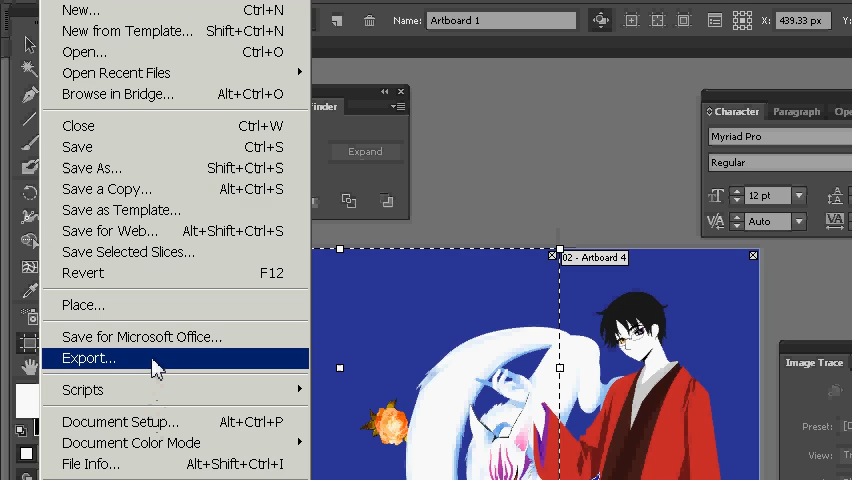 New... Ctrl+N
New from Template... Shift+Ctrl+N
Open... Ctrl+O
Open Recent Files
Browse in Bridge... Alt+Ctrl+O
Close Ctrl+W
Save Ctrl+S
Save As... Shift+Ctrl+S
Save a Copy... Alt+Ctrl+S
Save as Template...
Save for Web... Alt+Shift+Ctrl+S
Save Selected Slices...
Revert F12
Place...
Save for Microsoft Office...
Export...
Scripts
Document Setup... Alt+Ctrl+P
Document Color Mode
File Info... Alt+Shift+Ctrl+I
Name: Artboard 1 X: 439.33 px Y:
finder
Expand
Character Paragraph Ope
Myriad Pro
Regular
12 pt
Auto
02 - Artboard 4
Image Trace
Preset:
View: Tra